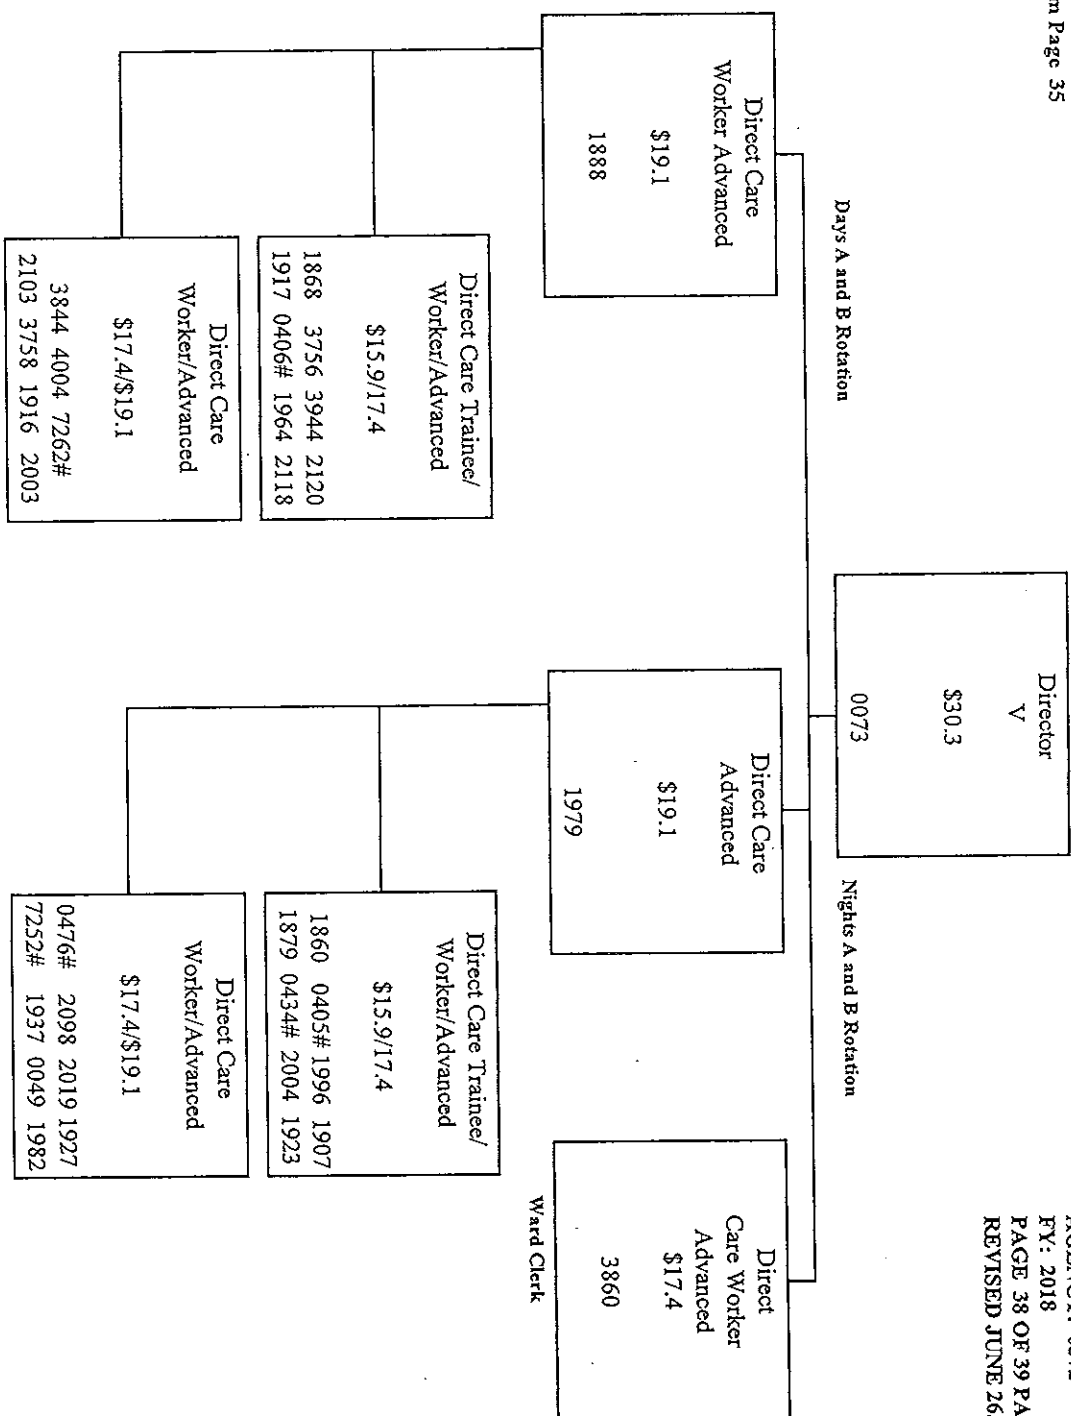 m Page 35
FY: 2018
PAGE 38 OF 39
REVISED JUNE 26
Director
V
$30.3
0073
Days A and B Rotation
Nights A and B Rotation
Direct Care
Worker Advanced
$19.1
1888
Direct Care
Advanced
$19.1
1979
Direct
Care Worker
Advanced
$17.4
3860
Ward Clerk
Direct Care Trainee/
Worker/Advanced
$15.9/17.4
1868 3756 3944 2120
1917 0406# 1964 2118
Direct Care
Worker/Advanced
$17.4/$19.1
3844 4004 7262#
2103 3758 1916 2003
Direct Care Trainee/
Worker/Advanced
$15.9/17.4
1860 0405# 1996 1907
1879 0434# 2004 1923
Direct Care
Worker/Advanced
$17.4/$19.1
0476# 2098 2019 1927
7252# 1937 0049 1982